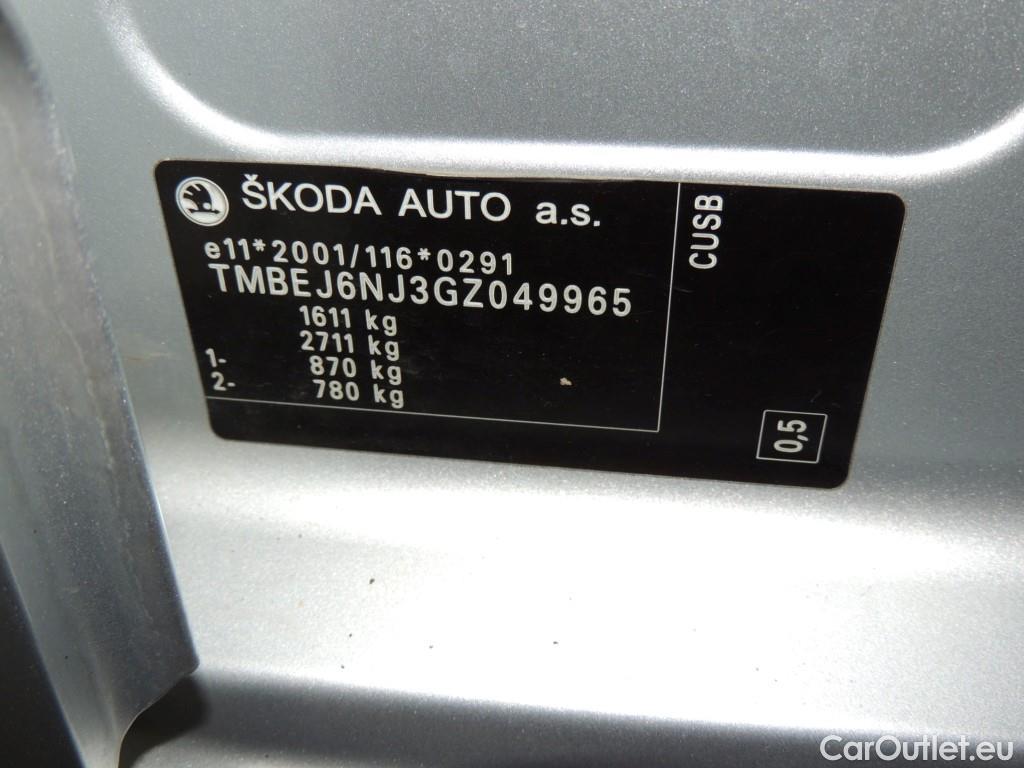 ŠKODA AUTO a.s.
e11*2001/116*0291
TMBEJ6NJ3GZ049965
1611 kg
2711 kg
1- 870 kg
2- 780 kg
CUSB
0,5
CarOutlet.eu